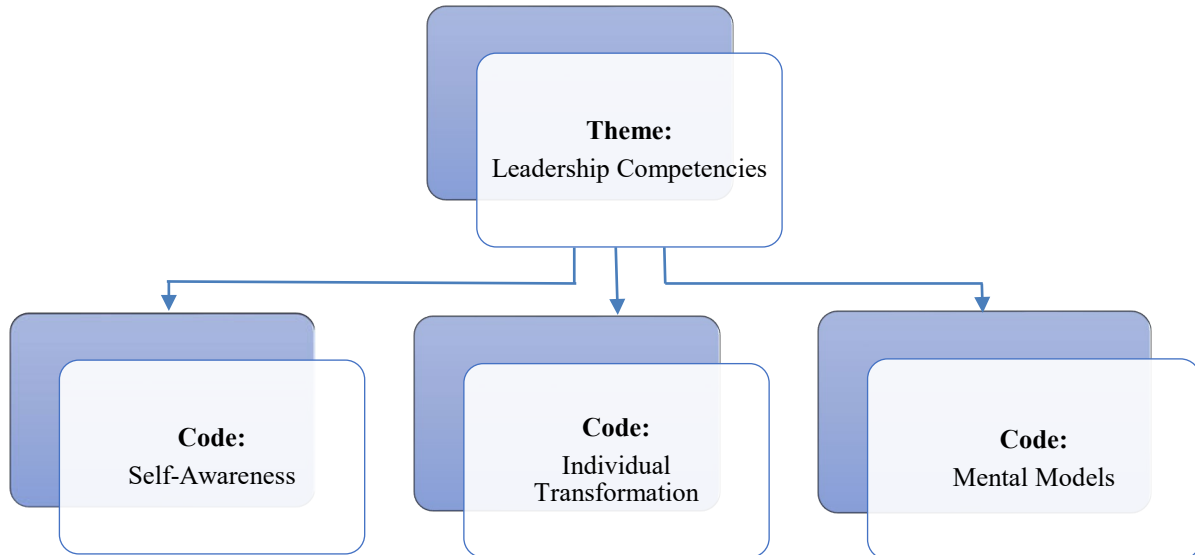 Theme:
Leadership Competencies
Code:
Self-Awareness
Code:
Individual
Transformation
Code:
Mental Models